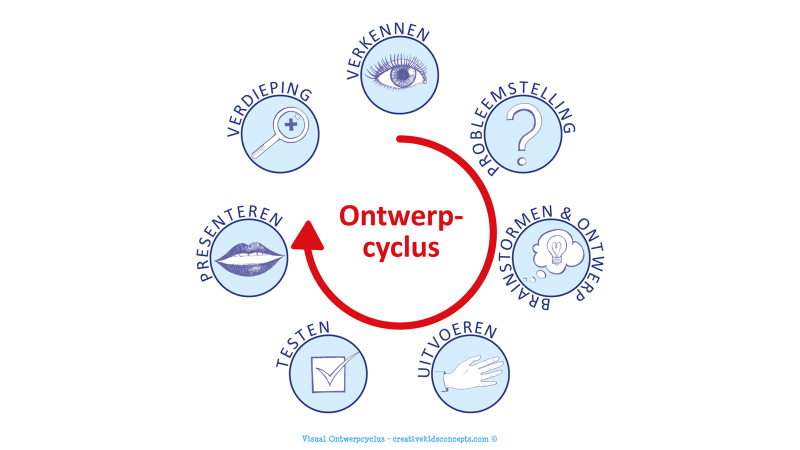 VERKENNEN
PROBLEEMSTELLING
BRAINSTORMEN & ONTWERP
UITVOEREN
TESTEN
PRESENTEREN
VERDIEPING
Ontwerp-
cyclus
Visual Ontwerpcyclus - creativekidsconcepts.com ©